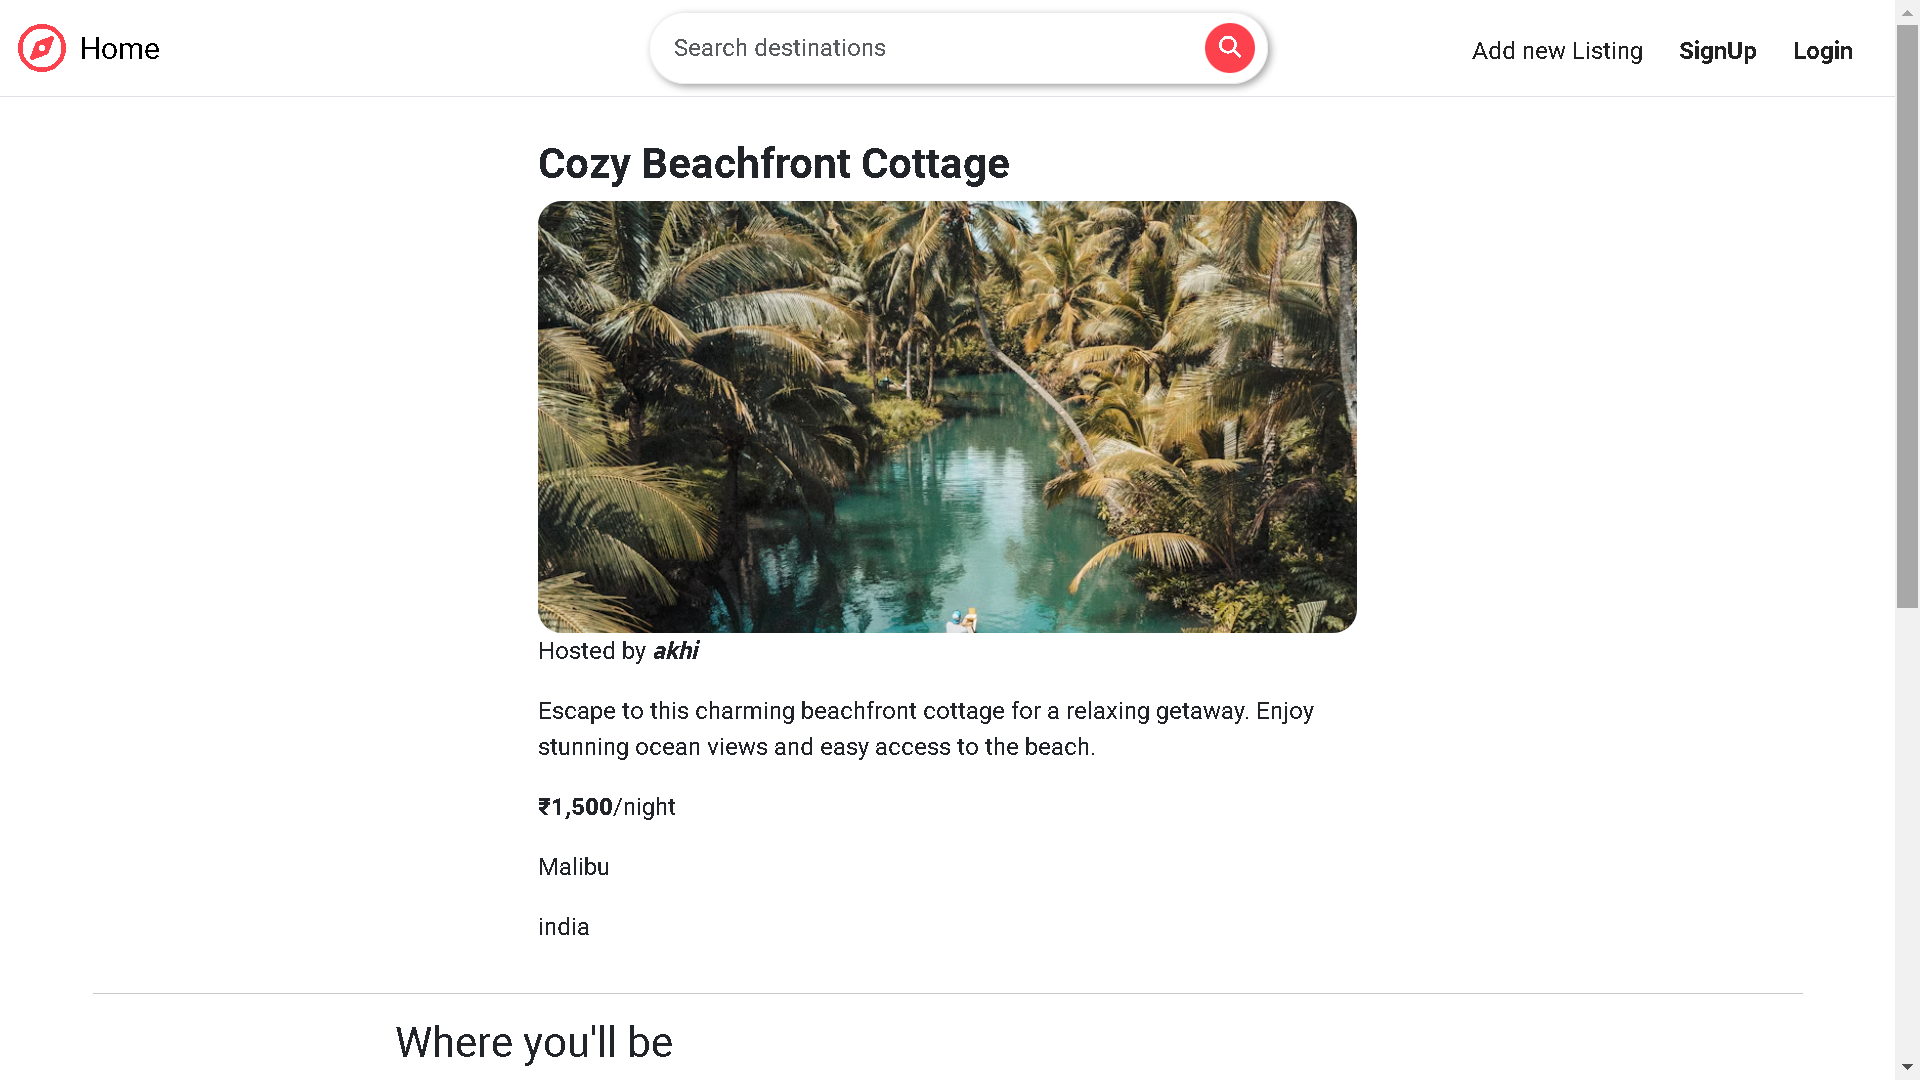 Home
Search destinations
Add new Listing
SignUp
Login
Cozy Beachfront Cottage
Hosted by akhi
Escape to this charming beachfront cottage for a relaxing getaway. Enjoy
stunning ocean views and easy access to the beach.
₹1,500/night
Malibu
india
Where you'll be